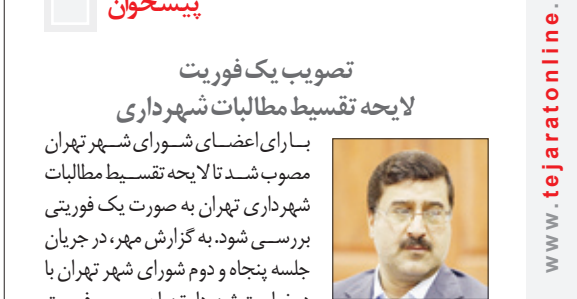 پیشخوان
تصویب یک فوریت
لایحه تقسیط مطالبات شهرداری
با رای اعضای شورای شهر تهران
مصوب شد تا لایحه تقسیط مطالبات
شهرداری تهران به صورت یک فوریتی
بررسی شود. به گزارش مهر، در جریان
جلسه پنجاه و دوم شورای شهر تهران با
www.tejaratonline.